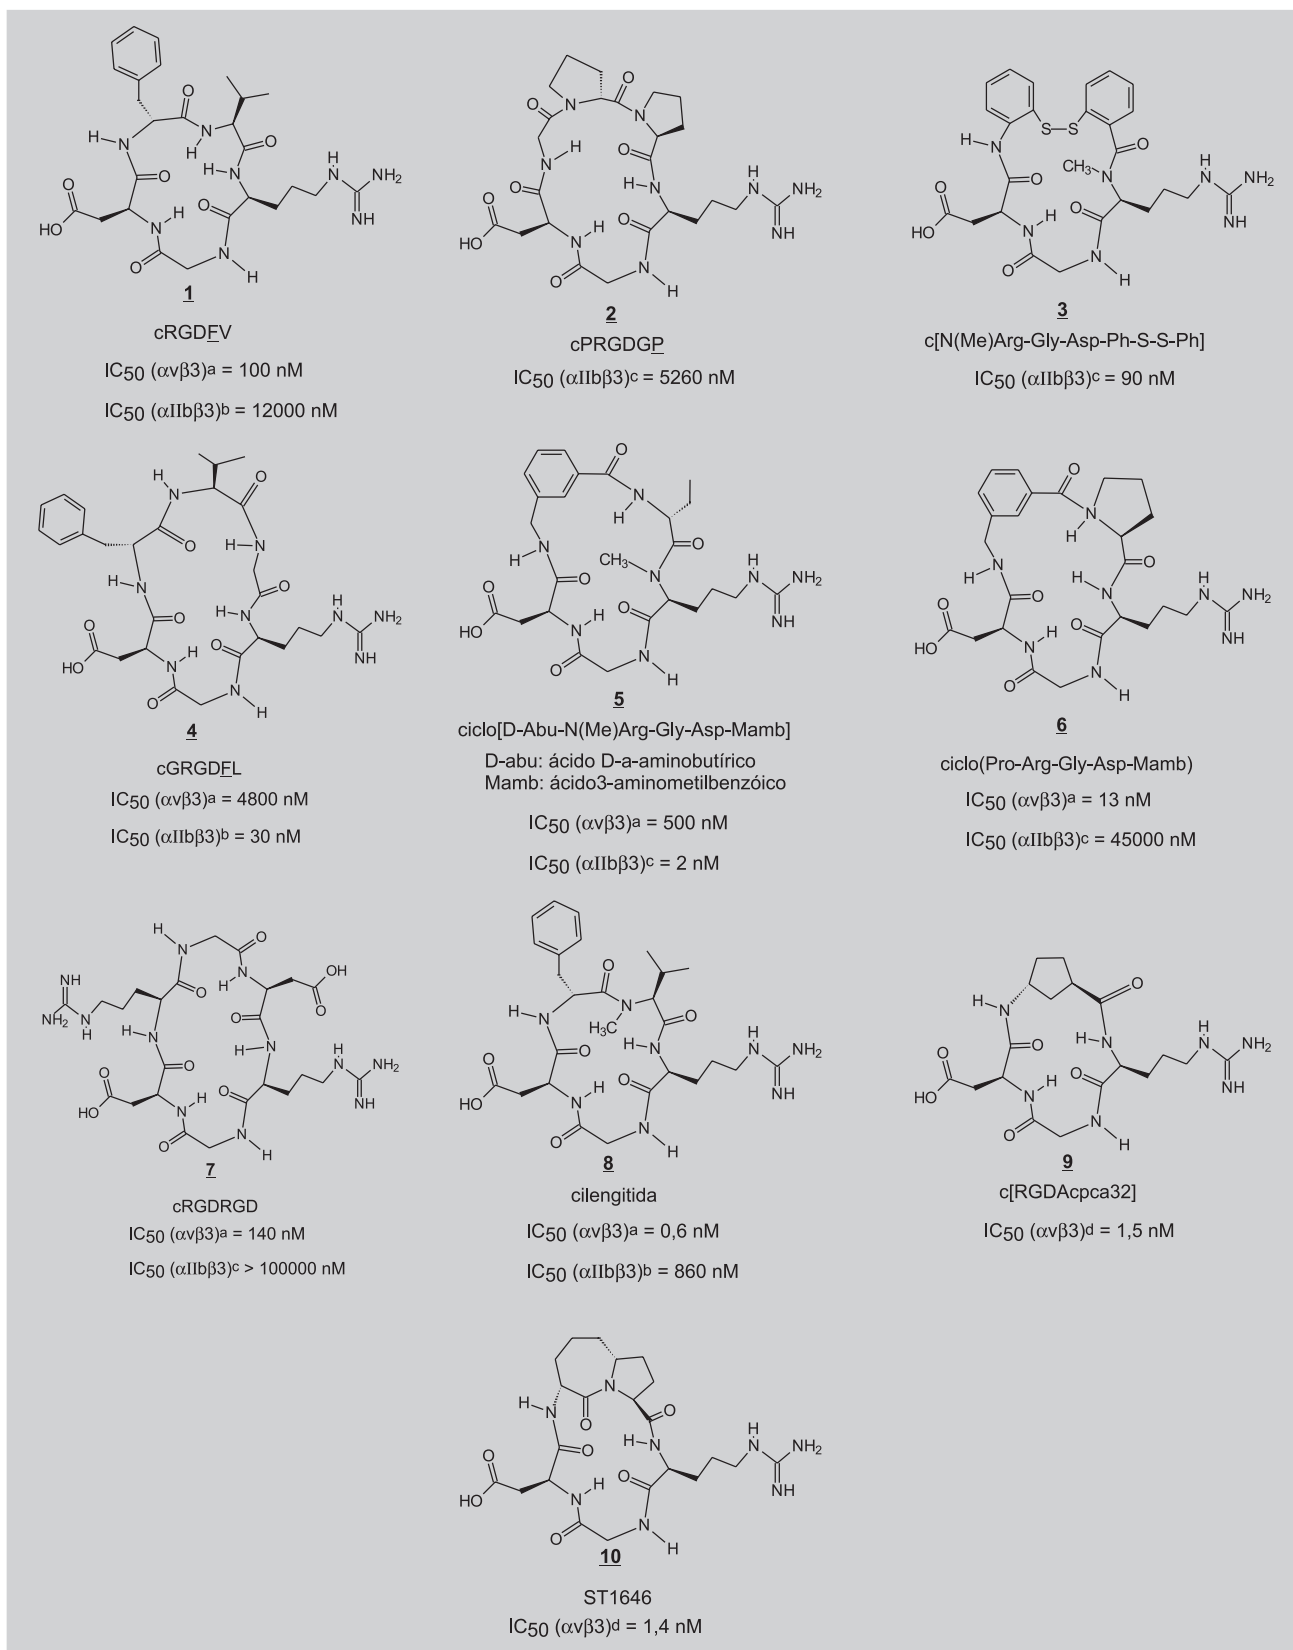 1
cRGDFV
IC50 (αvβ3)a = 100 nM
IC50 (αIIbβ3)b = 12000 nM
2
cPRGDGP
IC50 (αIIbβ3)c = 5260 nM
3
c[N(Me)Arg-Gly-Asp-Ph-S-S-Ph]
IC50 (αIIbβ3)c = 90 nM
4
cGRGDFL
IC50 (αvβ3)a = 4800 nM
IC50 (αIIbβ3)b = 30 nM
5
ciclo[D-Abu-N(Me)Arg-Gly-Asp-Mamb]
D-abu: ácido D-a-aminobutírico
Mamb: ácido3-aminometilbenzóico
IC50 (αvβ3)a = 500 nM
IC50 (αIIbβ3)c = 2 nM
6
ciclo(Pro-Arg-Gly-Asp-Mamb)
IC50 (αvβ3)a = 13 nM
IC50 (αIIbβ3)c = 45000 nM
7
cRGDRGD
IC50 (αvβ3)a = 140 nM
IC50 (αIIbβ3)c > 100000 nM
8
cilengitida
IC50 (αvβ3)a = 0,6 nM
IC50 (αIIbβ3)b = 860 nM
9
c[RGDAcpca32]
IC50 (αvβ3)d = 1,5 nM
10
ST1646
IC50 (αvβ3)d = 1,4 nM